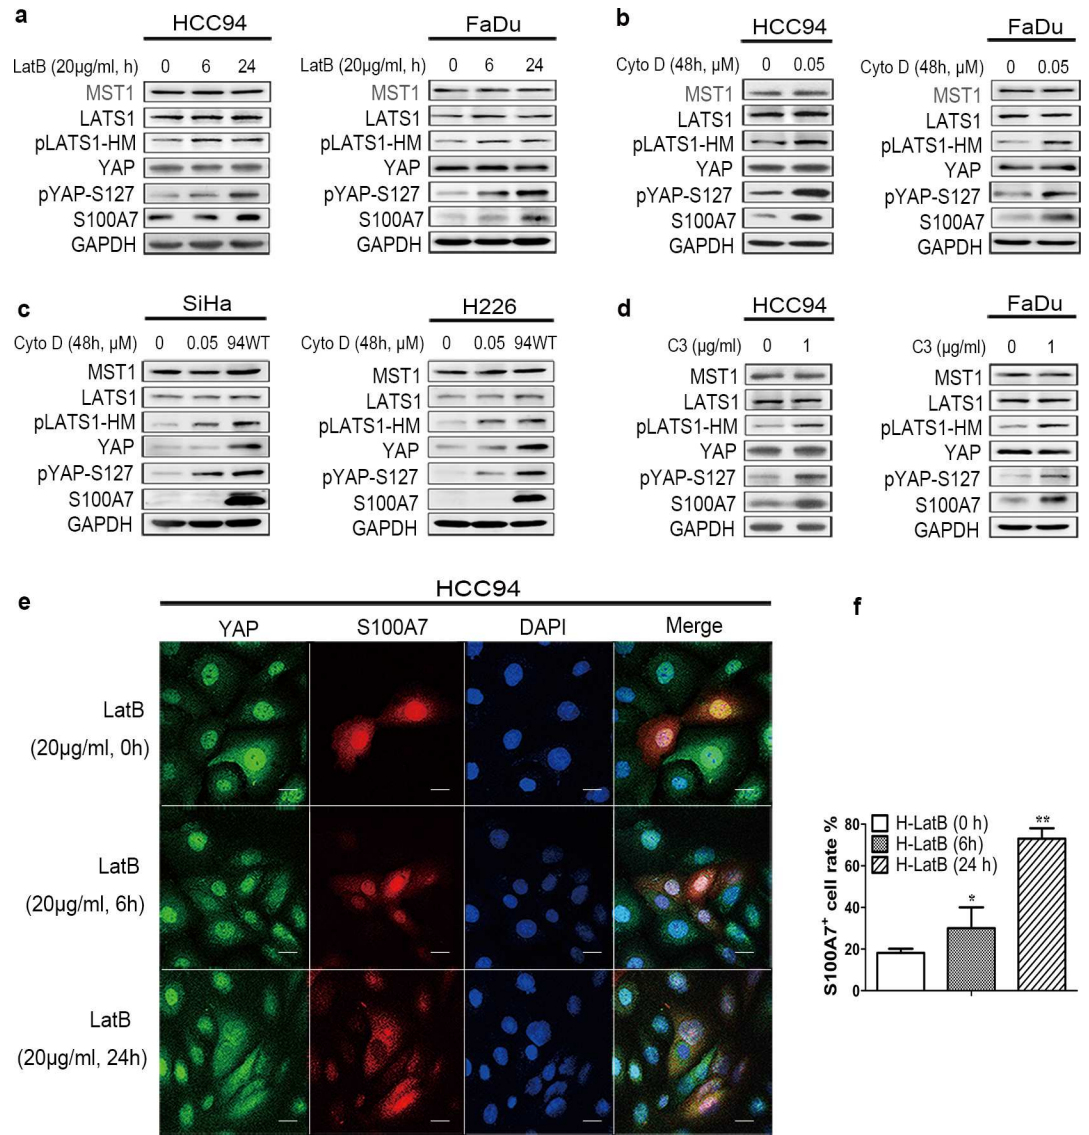 a
HCC94
FaDu
LatB (20μg/ml, h) 0 6 24
LatB (20μg/ml, h) 0 6 24
MST1
MST1
LATS1
LATS1
pLATS1-HM
pLATS1-HM
YAP
YAP
pYAP-S127
pYAP-S127
S100A7
S100A7
GAPDH
GAPDH
b
HCC94
FaDu
Cyto D (48h, μM) 0 0.05
Cyto D (48h, μM) 0 0.05
MST1
MST1
LATS1
LATS1
pLATS1-HM
pLATS1-HM
YAP
YAP
pYAP-S127
pYAP-S127
S100A7
S100A7
GAPDH
GAPDH
c
SiHa
H226
Cyto D (48h, μM) 0 0.05 94WT
Cyto D (48h, μM) 0 0.05 94WT
MST1
MST1
LATS1
LATS1
pLATS1-HM
pLATS1-HM
YAP
YAP
pYAP-S127
pYAP-S127
S100A7
S100A7
GAPDH
GAPDH
d
HCC94
FaDu
C3 (μg/ml) 0 1
C3 (μg/ml) 0 1
MST1
MST1
LATS1
LATS1
pLATS1-HM
pLATS1-HM
YAP
YAP
pYAP-S127
pYAP-S127
S100A7
S100A7
GAPDH
GAPDH
e
HCC94
YAP S100A7 DAPI Merge
LatB
(20μg/ml, 0h)
LatB
(20μg/ml, 6h)
LatB
(20μg/ml, 24h)
f
S100A7+ cell rate %
80
60
40
20
0
H-LatB (0 h)
H-LatB (6h)
H-LatB (24 h)
*
**